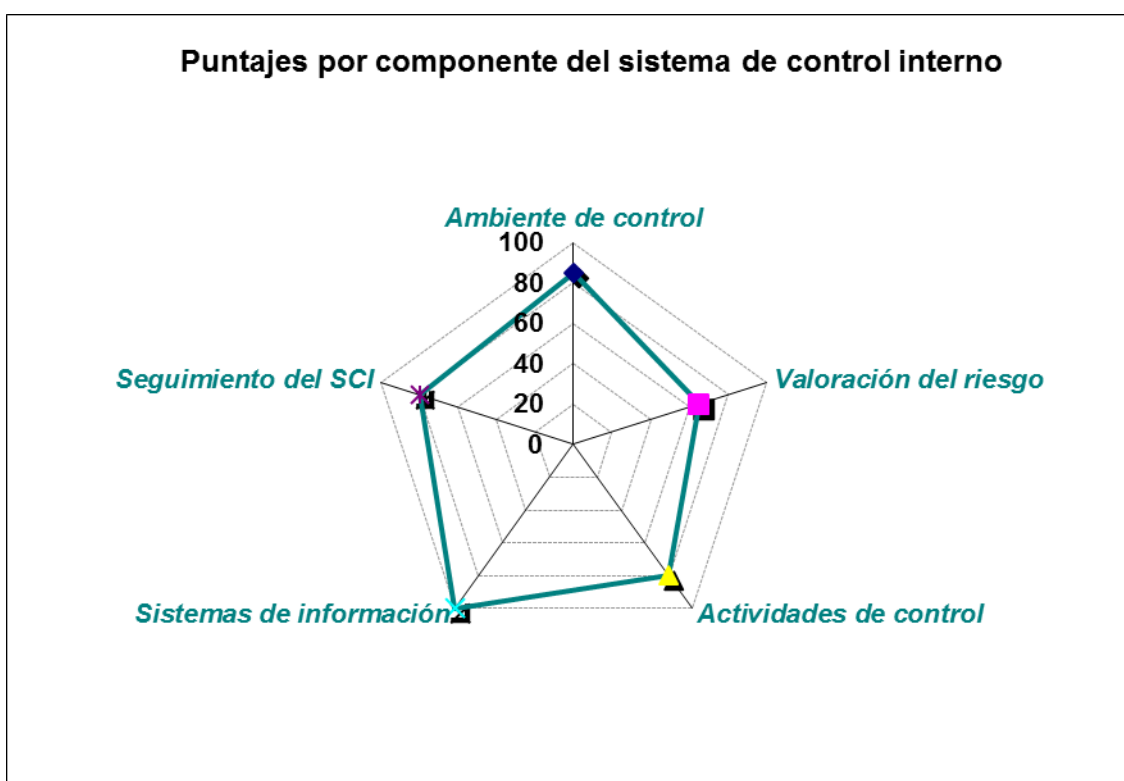 Puntajes por componente del sistema de control interno
Ambiente de control
100
80
60
40
20
0
Seguimiento del SCI
Valoración del riesgo
Sistemas de información
Actividades de control